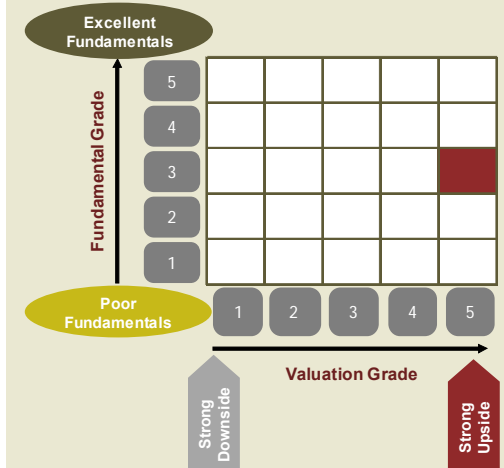 Excellent
Fundamentals
Fundamental Grade
5
4
3
2
1
Poor
Fundamentals
1
2
3
4
5
Valuation Grade
Strong
Downside
Strong
Upside